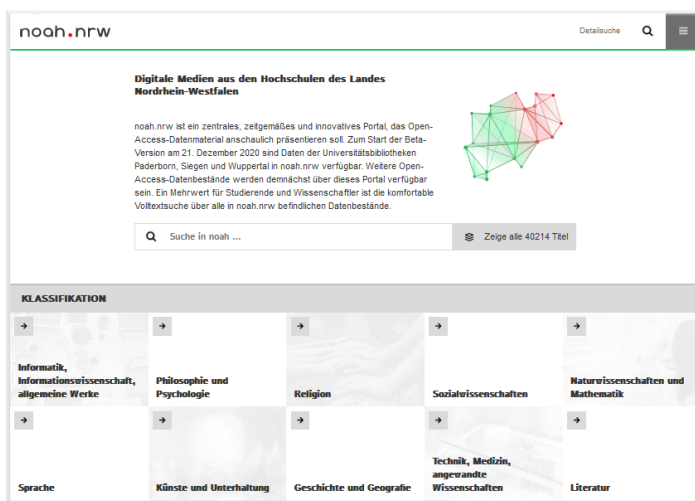 noah.nrw
Detailsuche
Digitale Medien aus den Hochschulen des Landes
Nordrhein-Westfalen
noah.nrw ist ein zentrales, zeitgemäßes und innovatives Portal, das Open-
Access-Datenmaterial anschaulich präsentieren soll. Zum Start der Beta-
Version am 21. Dezember 2020 sind Daten der Universitätsbibliotheken
Paderborn, Siegen und Wuppertal in noah.nrw verfügbar. Weitere Open-
Access-Datenbestände werden demnächst über dieses Portal verfügbar
sein. Ein Mehrwert für Studierende und Wissenschaftler ist die komfortable
Volltextsuche über alle in noah.nrw befindlichen Datenbestände.
Suche in noah ...
Zeige alle 40214 Titel
KLASSIFIKATION
Informatik,
Informationswissenschaft,
allgemeine Werke
Philosophie und
Psychologie
Religion
Sozialwissenschaften
Naturwissenschaften und
Mathematik
Sprache
Künste und Unterhaltung
Geschichte und Geografie
Technik, Medizin,
angewandte
Wissenschaften
Literatur